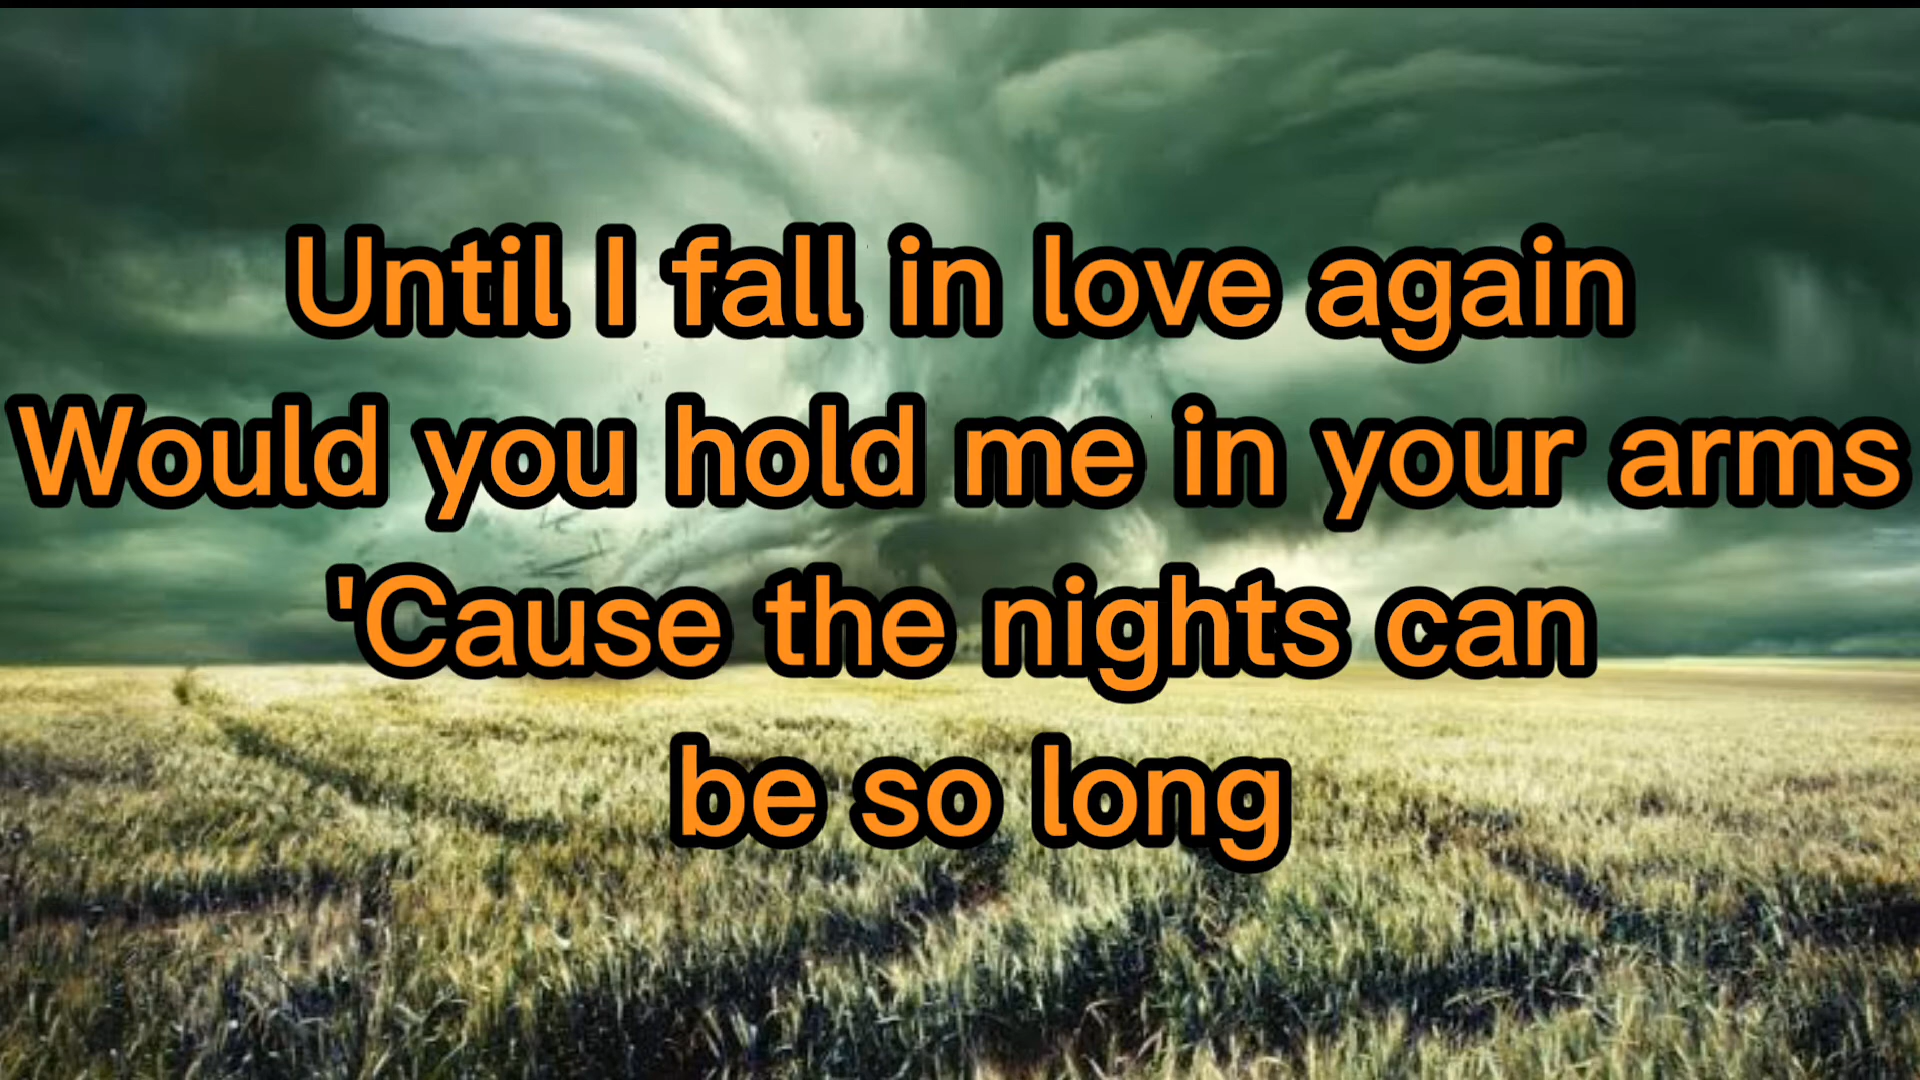 Until I fall in love again
Would you hold me in your arms
'Cause the nights can
be so long